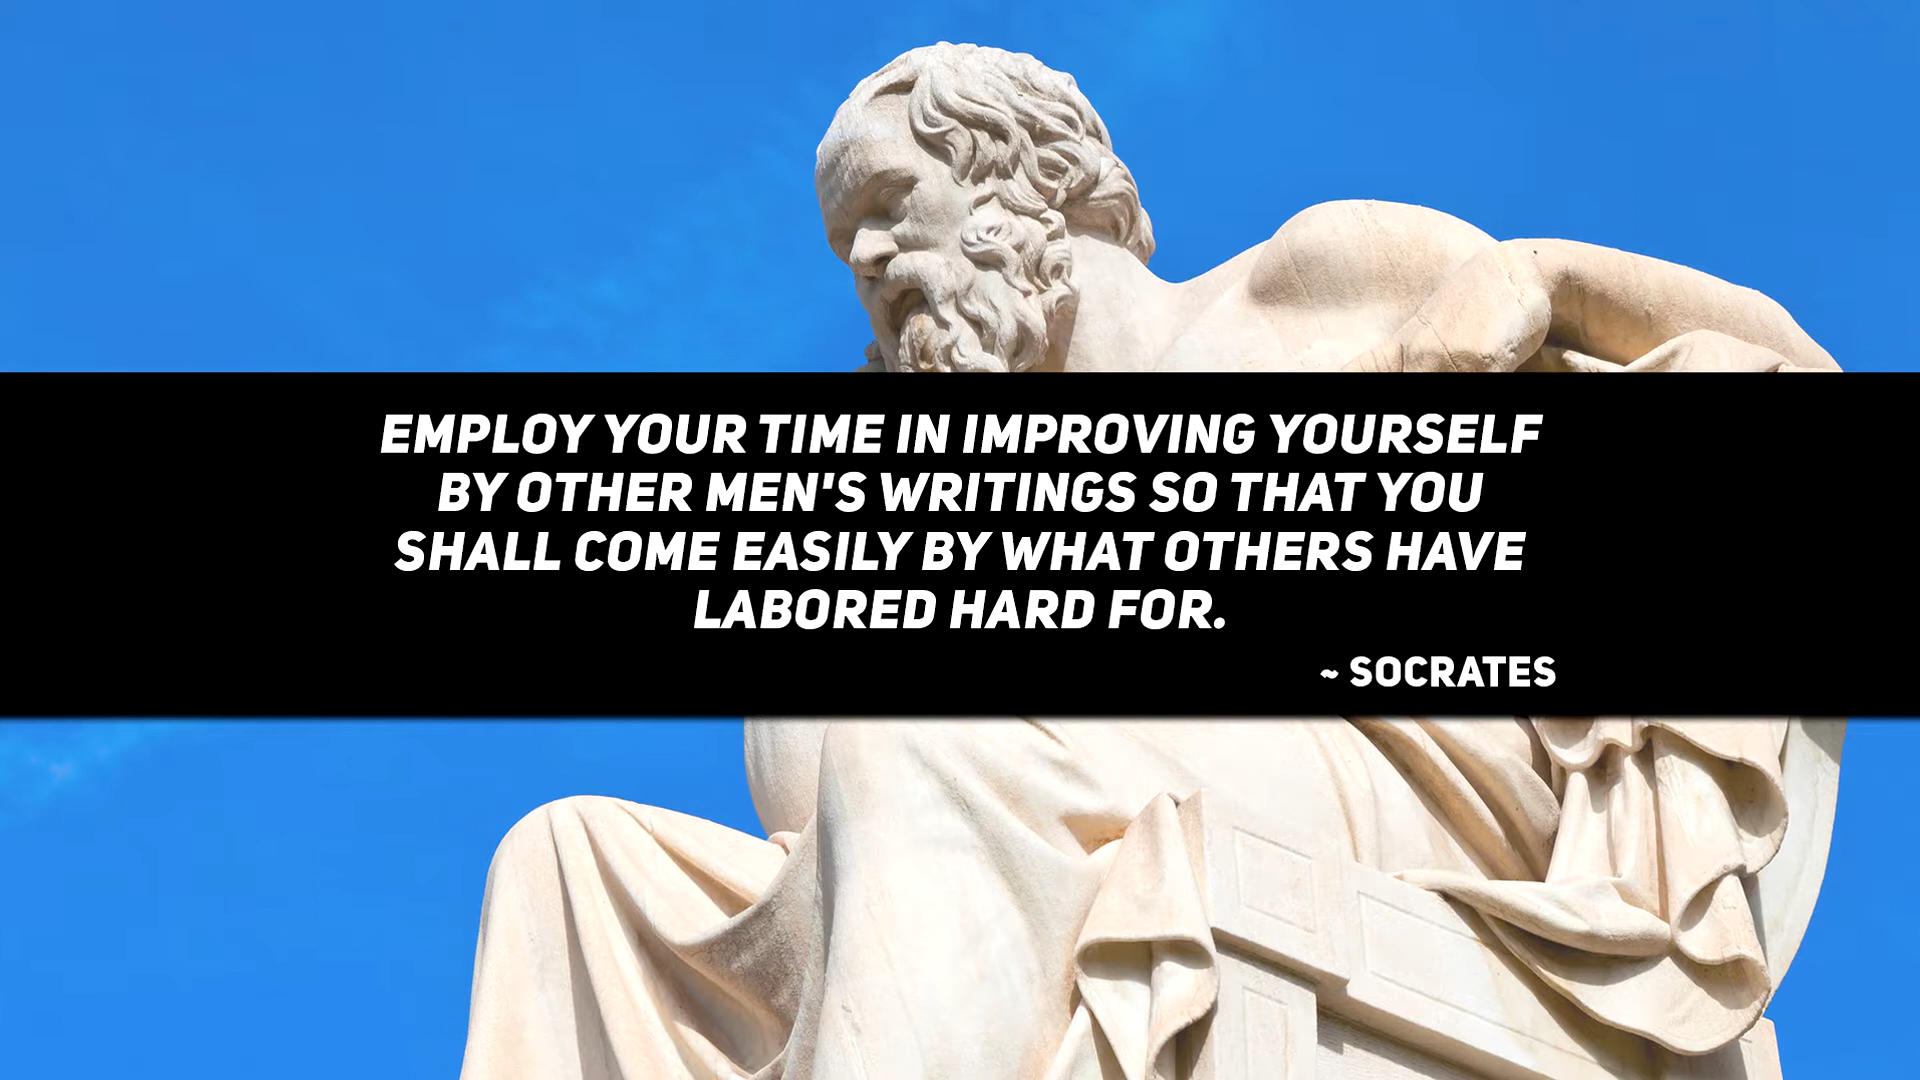 EMPLOY YOUR TIME IN IMPROVING YOURSELF
BY OTHER MEN'S WRITINGS SO THAT YOU
SHALL COME EASILY BY WHAT OTHERS HAVE
LABORED HARD FOR.
~ SOCRATES